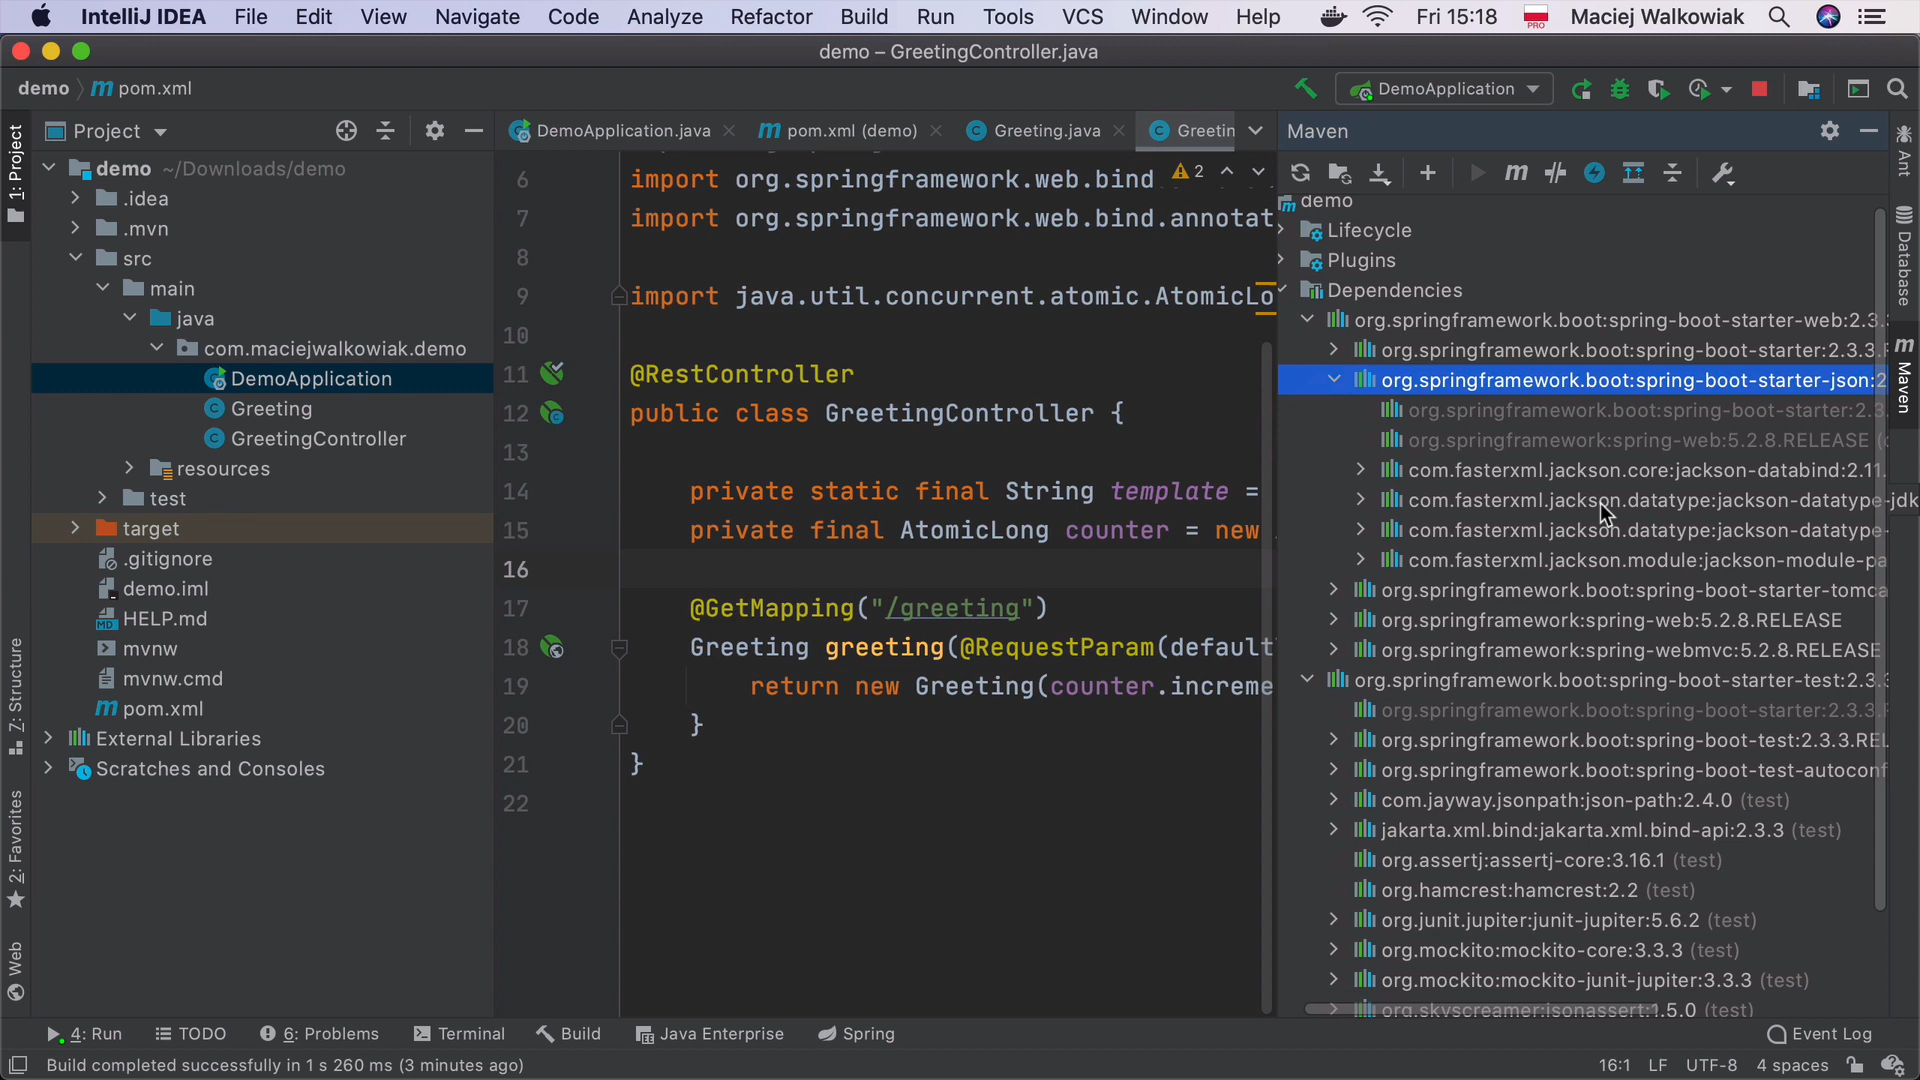 IntelliJ IDEA File Edit View Navigate Code Analyze Refactor Build Run Tools VCS Window Help PRO Fri 15:18 Maciej Walkowiak
demo – GreetingController.java
demo pom.xml
DemoApplication
1: Project
Project
demo ~/Downloads/demo
.idea
.mvn
src
main
java
com.maciejwalkowiak.demo
DemoApplication
Greeting
GreetingController
resources
test
target
.gitignore
demo.iml
HELP.md
mvnw
mvnw.cmd
pom.xml
External Libraries
Scratches and Consoles
Z: Structure
2: Favorites
Web
DemoApplication.java
pom.xml (demo)
Greeting.java
Greetin
2
6 import org.springframework.web.bind
7 import org.springframework.web.bind.annotat
8
9 import java.util.concurrent.atomic.AtomicLo
10
11 @RestController
12 public class GreetingController {
13
14 private static final String template =
15 private final AtomicLong counter = new
16
17 @GetMapping("/greeting")
18 Greeting greeting(@RequestParam(default
19 return new Greeting(counter.increme
20 }
21 }
22
Maven
demo
Lifecycle
Plugins
Dependencies
org.springframework.boot:spring-boot-starter-web:2.3.3
org.springframework.boot:spring-boot-starter:2.3.3.R
org.springframework.boot:spring-boot-starter-json:2
org.springframework.boot:spring-boot-starter:2.3.
org.springframework:spring-web:5.2.8.RELEASE (
com.fasterxml.jackson.core:jackson-databind:2.11.
com.fasterxml.jackson.datatype:jackson-datatype-jdk
com.fasterxml.jackson.datatype:jackson-datatype-
com.fasterxml.jackson.module:jackson-module-pa
org.springframework.boot:spring-boot-starter-tomca
org.springframework:spring-web:5.2.8.RELEASE
org.springframework:spring-webmvc:5.2.8.RELEASE
org.springframework.boot:spring-boot-starter-test:2.3.3
org.springframework.boot:spring-boot-starter:2.3.3.R
org.springframework.boot:spring-boot-test:2.3.3.REL
org.springframework.boot:spring-boot-test-autoconf
com.jayway.jsonpath:json-path:2.4.0 (test)
jakarta.xml.bind:jakarta.xml.bind-api:2.3.3 (test)
org.assertj:assertj-core:3.16.1 (test)
org.hamcrest:hamcrest:2.2 (test)
org.junit.jupiter:junit-jupiter:5.6.2 (test)
org.mockito:mockito-core:3.3.3 (test)
org.mockito:mockito-junit-jupiter:3.3.3 (test)
org.skyscreamer:jsonassert:1.5.0 (test)
Ant
Database
Maven
4: Run TODO 6: Problems Terminal Build Java Enterprise Spring Event Log
Build completed successfully in 1 s 260 ms (3 minutes ago) 16:1 LF UTF-8 4 spaces